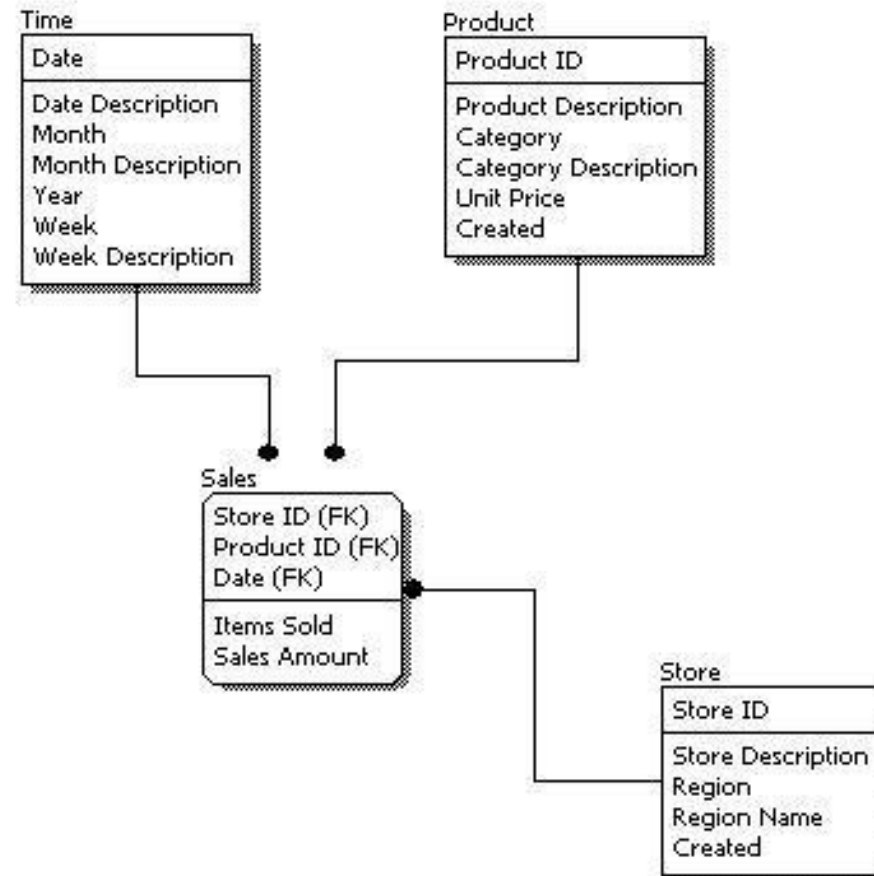 Time
Date
Date Description
Month
Month Description
Year
Week
Week Description
Product
Product ID
Product Description
Category
Category Description
Unit Price
Created
Sales
Store ID (FK)
Product ID (FK)
Date (FK)
Items Sold
Sales Amount
Store
Store ID
Store Description
Region
Region Name
Created